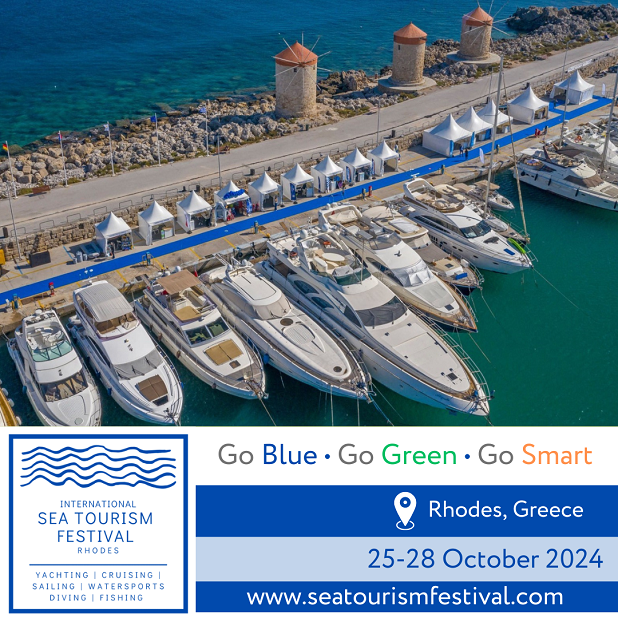 INTERNATIONAL
SEA TOURISM
FESTIVAL
RHODES
YACHTING | CRUISING |
SAILING | WATERSPORTS
DIVING | FISHING
Go Blue • Go Green • Go Smart
Rhodes, Greece
25-28 October 2024
www.seatourismfestival.com